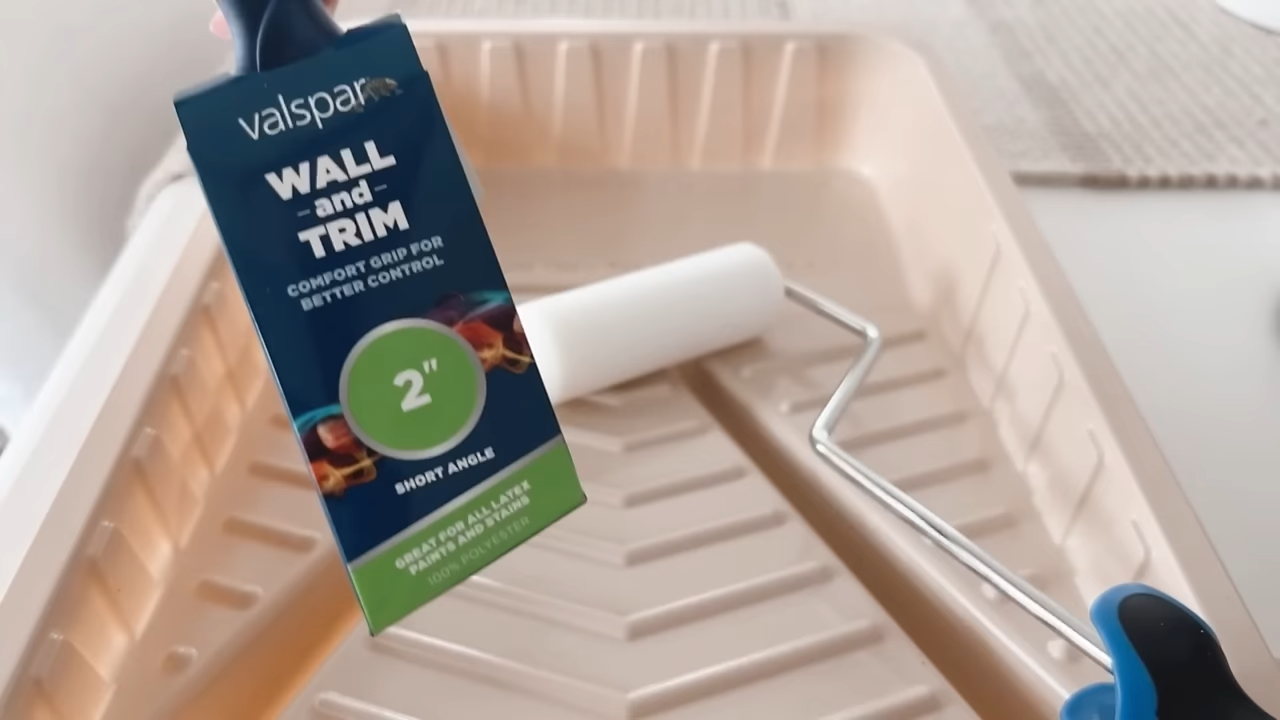 valspar
WALL
-and-
TRIM
COMFORT GRIP FOR
BETTER CONTROL
2"
SHORT ANGLE
GREAT FOR ALL LATEX
PAINTS AND STAINS
100% POLYESTER